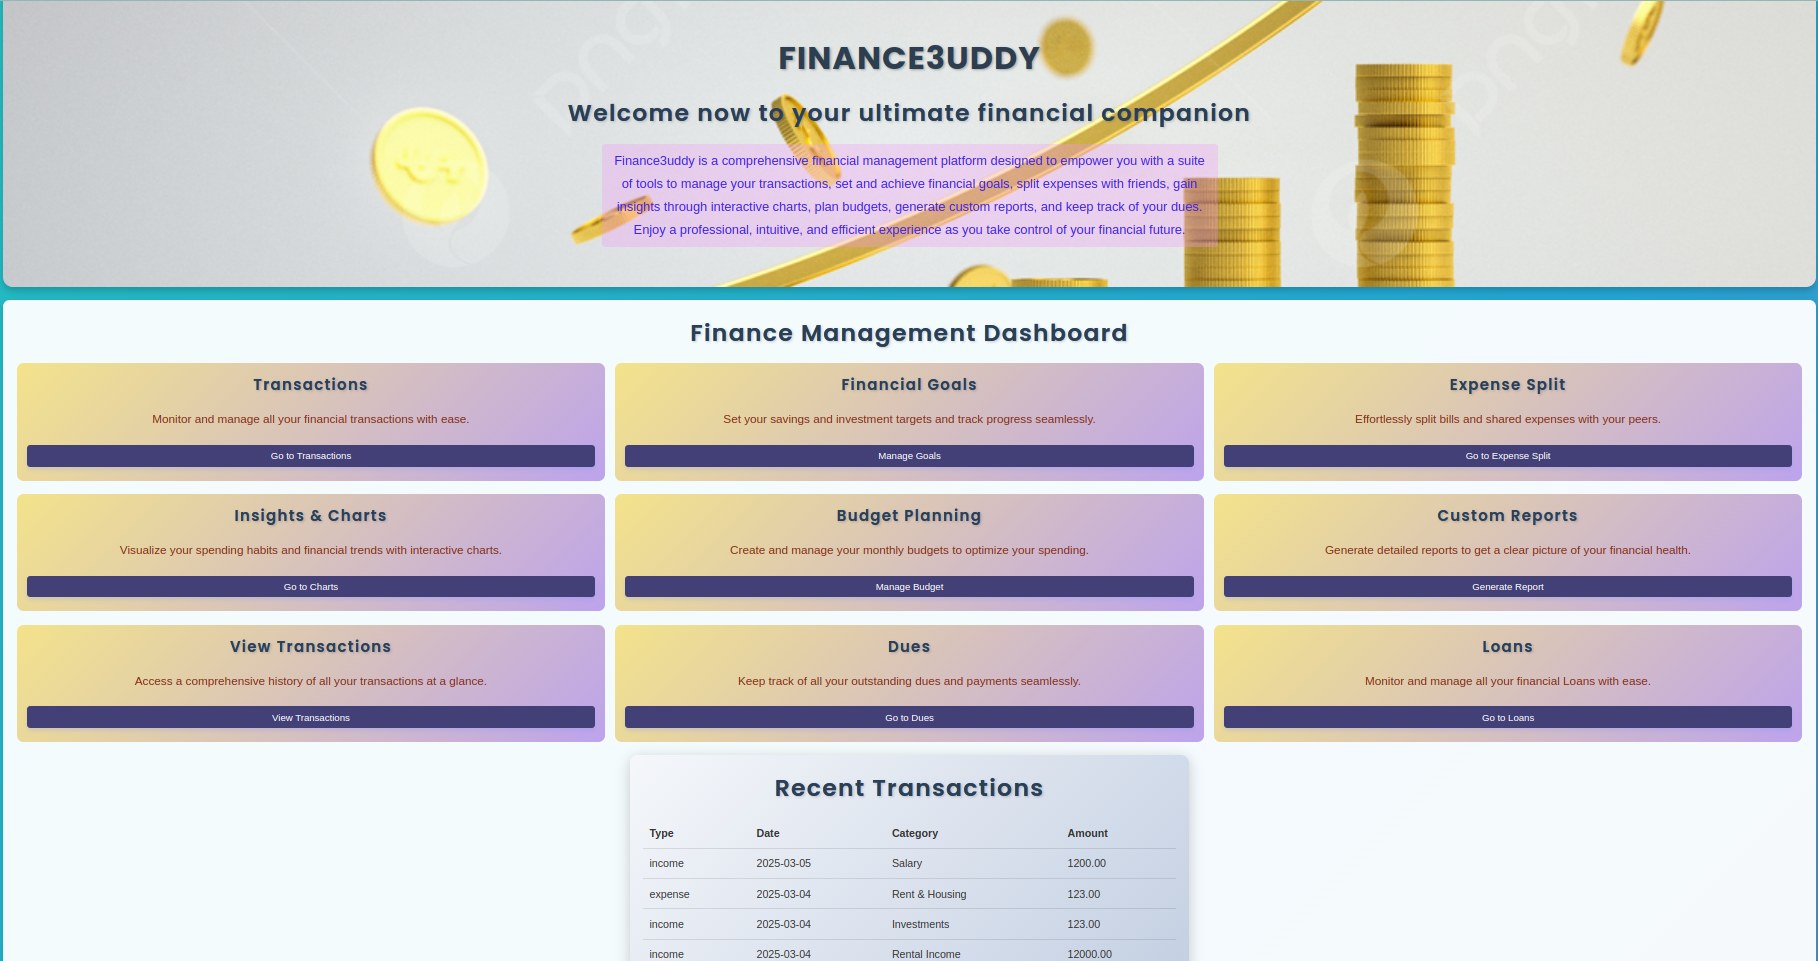 FINANCE3UDDY
Welcome now to your ultimate financial companion
Finance3uddy is a comprehensive financial management platform designed to empower you with a suite
of tools to manage your transactions, set and achieve financial goals, split expenses with friends, gain
insights through interactive charts, plan budgets, generate custom reports, and keep track of your dues.
Enjoy a professional, intuitive, and efficient experience as you take control of your financial future.
Finance Management Dashboard
Transactions
Monitor and manage all your financial transactions with ease.
Go to Transactions
Financial Goals
Set your savings and investment targets and track progress seamlessly.
Manage Goals
Expense Split
Effortlessly split bills and shared expenses with your peers.
Go to Expense Split
Insights & Charts
Visualize your spending habits and financial trends with interactive charts.
Go to Charts
Budget Planning
Create and manage your monthly budgets to optimize your spending.
Manage Budget
Custom Reports
Generate detailed reports to get a clear picture of your financial health.
Generate Report
View Transactions
Access a comprehensive history of all your transactions at a glance.
View Transactions
Dues
Keep track of all your outstanding dues and payments seamlessly.
Go to Dues
Loans
Monitor and manage all your financial Loans with ease.
Go to Loans
Recent Transactions
Type Date Category Amount
income 2025-03-05 Salary 1200.00
expense 2025-03-04 Rent & Housing 123.00
income 2025-03-04 Investments 123.00
income 2025-03-04 Rental Income 12000.00